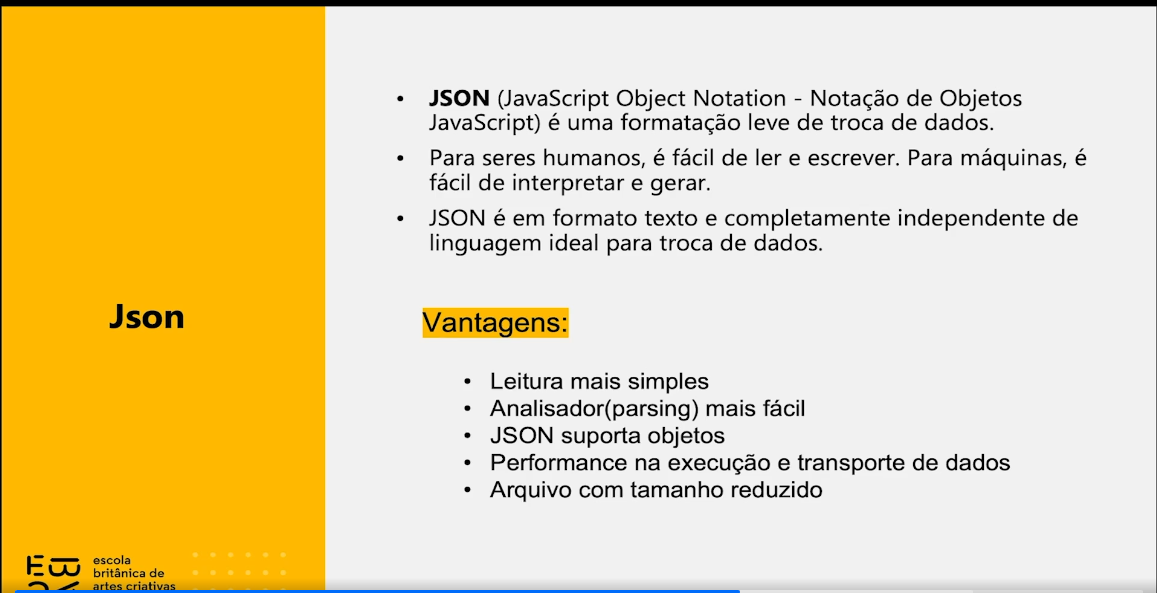 Json
• JSON (JavaScript Object Notation - Notação de Objetos
JavaScript) é uma formatação leve de troca de dados.
• Para seres humanos, é fácil de ler e escrever. Para máquinas, é
fácil de interpretar e gerar.
• JSON é em formato texto e completamente independente de
linguagem ideal para troca de dados.
Vantagens:
• Leitura mais simples
• Analisador(parsing) mais fácil
• JSON suporta objetos
• Performance na execução e transporte de dados
• Arquivo com tamanho reduzido
escola
britânica de
artes criativas